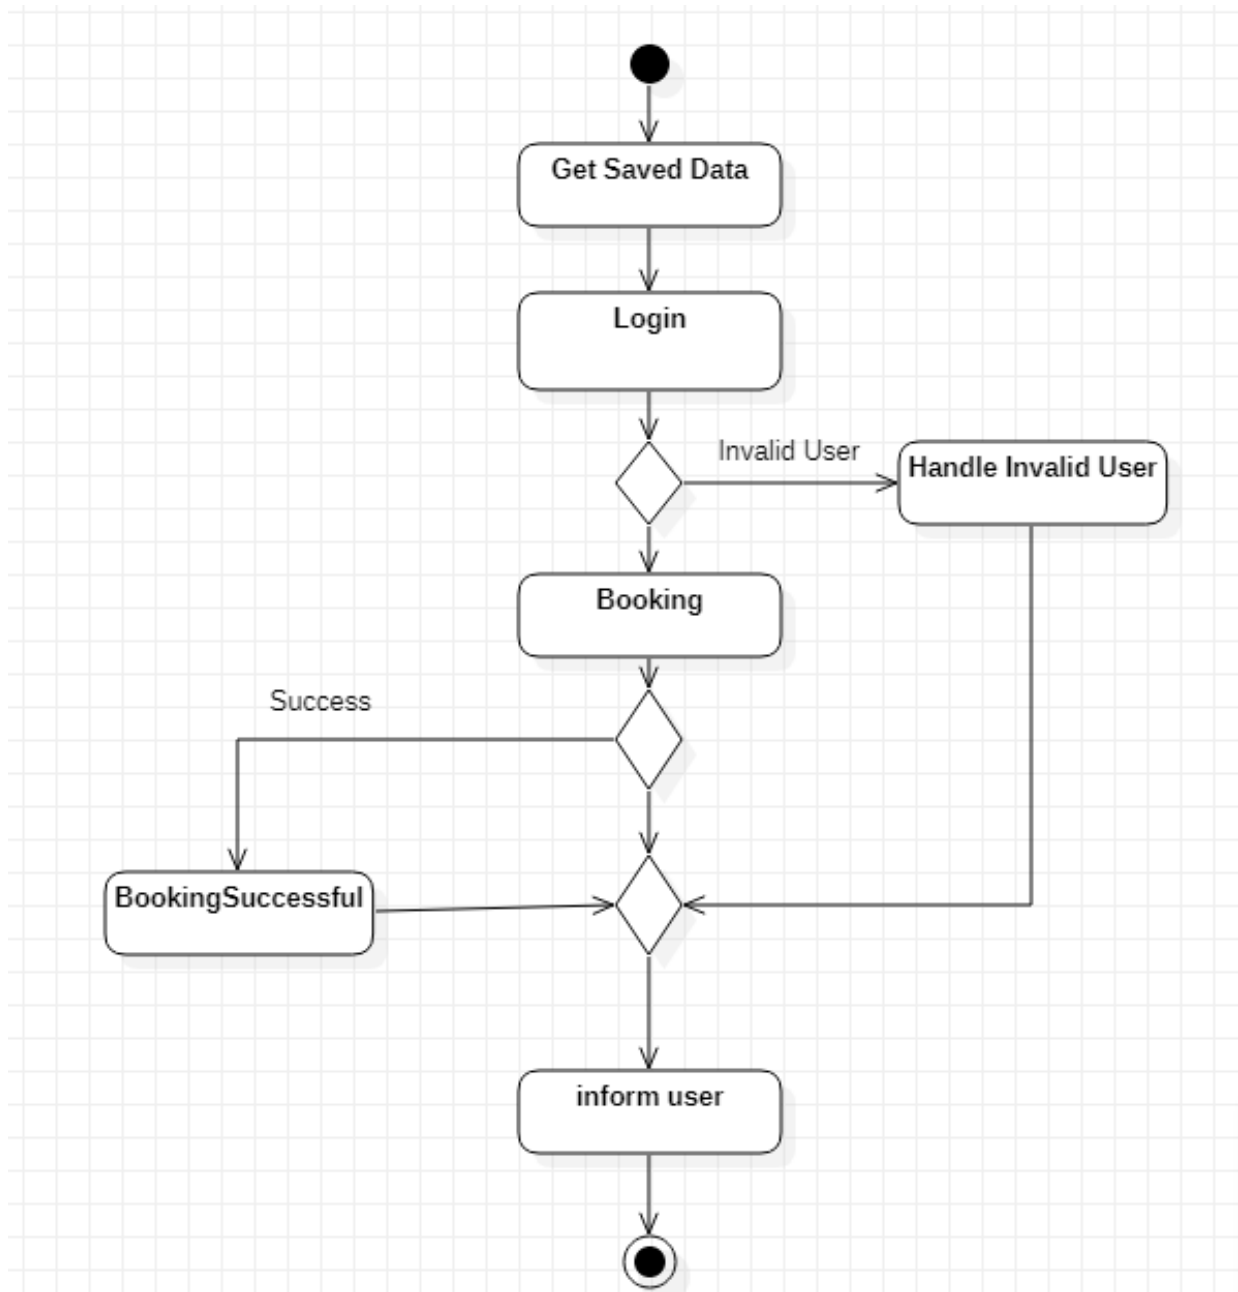 Get Saved Data
Login
Invalid User
Handle Invalid User
Booking
Success
BookingSuccessful
inform user